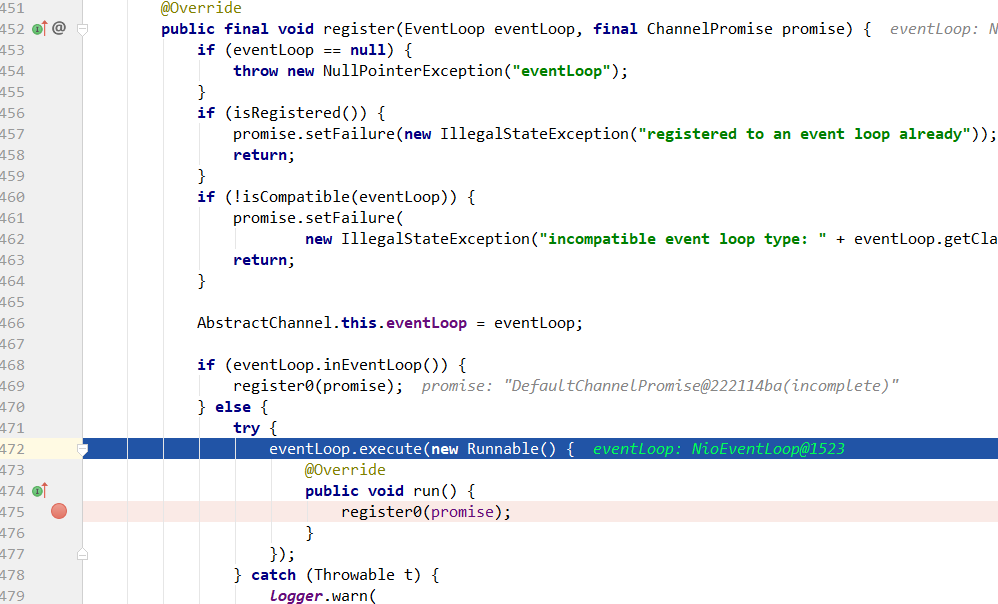 451 @Override
452 @ public final void register(EventLoop eventLoop, final ChannelPromise promise) { eventLoop: N
453 if (eventLoop == null) {
454 throw new NullPointerException("eventLoop");
455 }
456 if (isRegistered()) {
457 promise.setFailure(new IllegalStateException("registered to an event loop already"));
458 return;
459 }
460 if (!isCompatible(eventLoop)) {
461 promise.setFailure(
462 new IllegalStateException("incompatible event loop type: " + eventLoop.getCla
463 return;
464 }
465
466 AbstractChannel.this.eventLoop = eventLoop;
467
468 if (eventLoop.inEventLoop()) {
469 register0(promise); promise: "DefaultChannelPromise@222114ba(incomplete)"
470 } else {
471 try {
472 eventLoop.execute(new Runnable() { eventLoop: NioEventLoop@1523
473 @Override
474 public void run() {
475 register0(promise);
476 }
477 });
478 } catch (Throwable t) {
479 logger.warn(